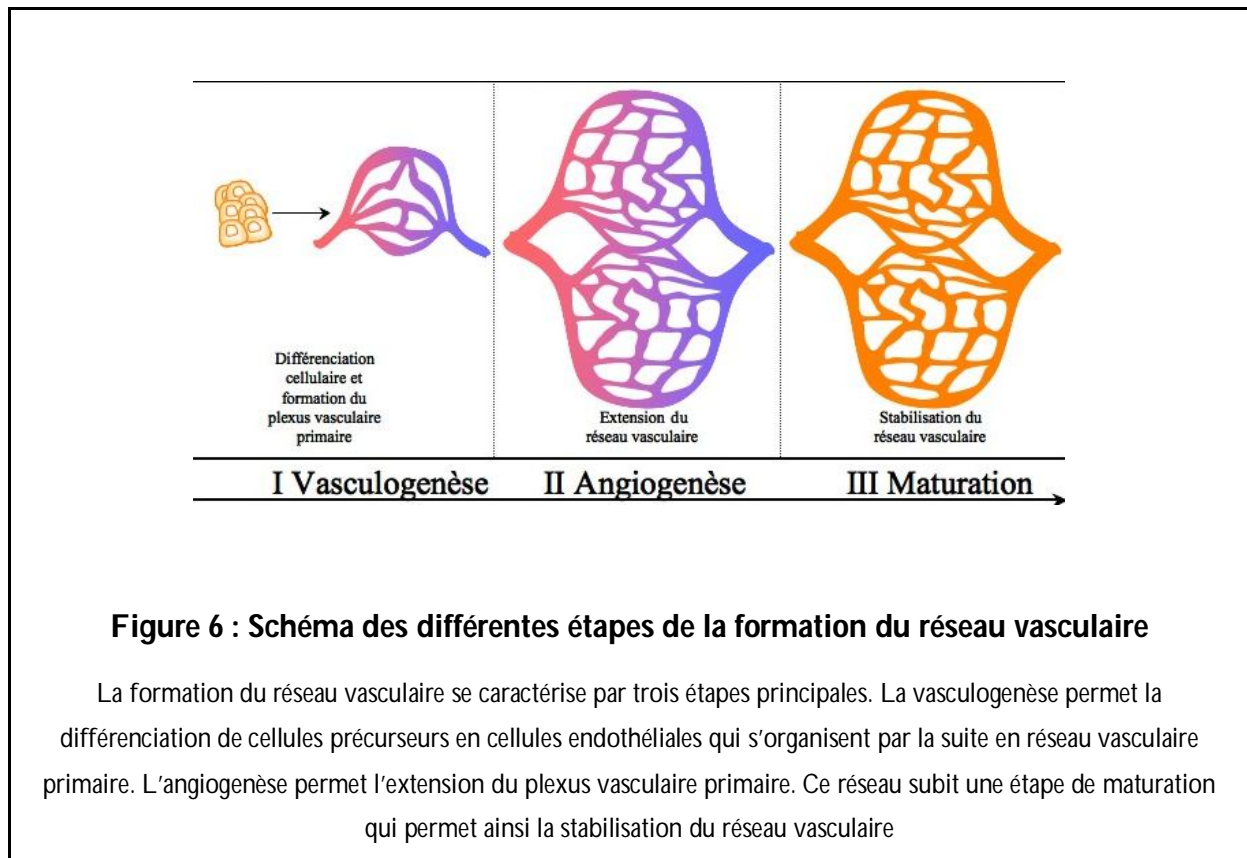 Différenciation
cellulaire et
formation du
plexus vasculaire
primaire
Extension du
réseau vasculaire
Stabilisation du
réseau vasculaire
I Vasculogenèse
II Angiogenèse
III Maturation
Figure 6 : Schéma des différentes étapes de la formation du réseau vasculaire
La formation du réseau vasculaire se caractérise par trois étapes principales. La vasculogenèse permet la
différenciation de cellules précurseurs en cellules endothéliales qui s'organisent par la suite en réseau vasculaire
primaire. L'angiogenèse permet l'extension du plexus vasculaire primaire. Ce réseau subit une étape de maturation
qui permet ainsi la stabilisation du réseau vasculaire